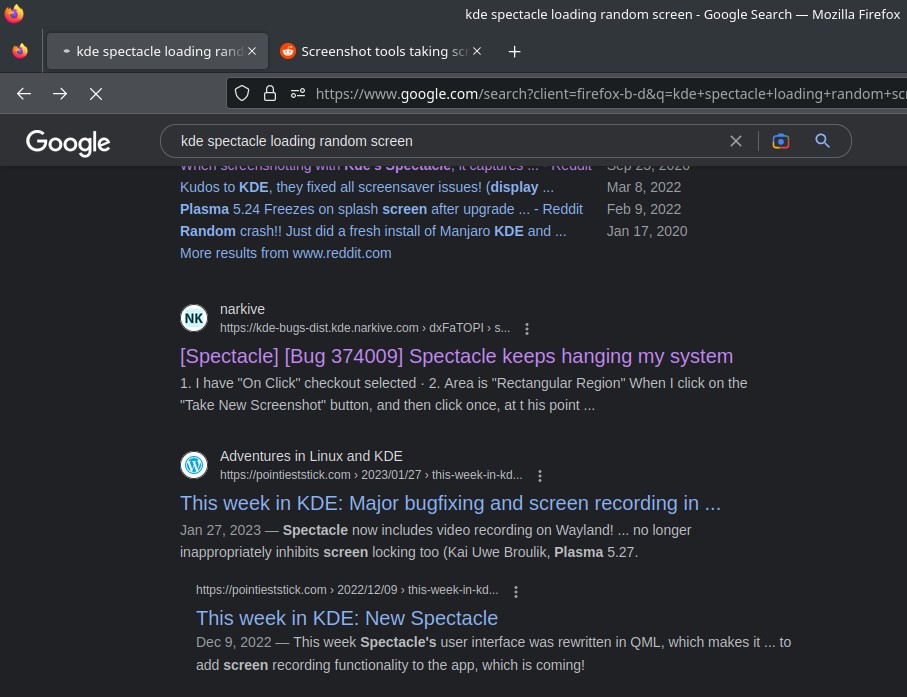 kde spectacle loading random screen - Google Search — Mozilla Firefox
kde spectacle loading rand
Screenshot tools taking scr
https://www.google.com/search?client=firefox-b-d&q=kde+spectacle+loading+random+scr
Google
kde spectacle loading random screen
When screenshotting with Kde's Spectacle, it captures ... - Reddit Sep 23, 2020
Kudos to KDE, they fixed all screensaver issues! (display ... Mar 8, 2022
Plasma 5.24 Freezes on splash screen after upgrade ... - Reddit Feb 9, 2022
Random crash!! Just did a fresh install of Manjaro KDE and ... Jan 17, 2020
More results from www.reddit.com
NK
narkive
https://kde-bugs-dist.kde.narkive.com › dxFaTOPI › s...
[Spectacle] [Bug 374009] Spectacle keeps hanging my system
1. I have "On Click" checkout selected · 2. Area is "Rectangular Region" When I click on the
"Take New Screenshot" button, and then click once, at t his point ...
Adventures in Linux and KDE
https://pointieststick.com › 2023/01/27 › this-week-in-kd...
This week in KDE: Major bugfixing and screen recording in ...
Jan 27, 2023 — Spectacle now includes video recording on Wayland! ... no longer
inappropriately inhibits screen locking too (Kai Uwe Broulik, Plasma 5.27.
https://pointieststick.com › 2022/12/09 › this-week-in-kd...
This week in KDE: New Spectacle
Dec 9, 2022 — This week Spectacle's user interface was rewritten in QML, which makes it ... to
add screen recording functionality to the app, which is coming!